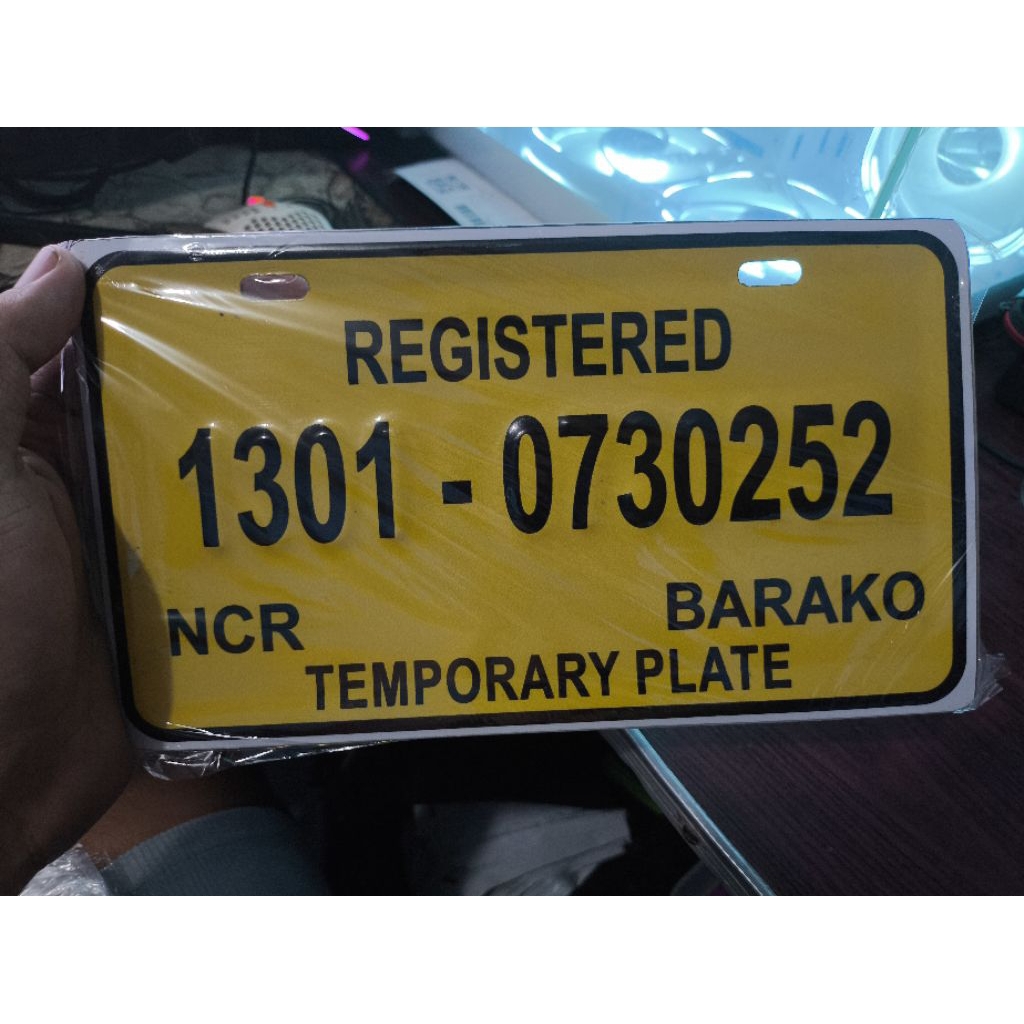 REGISTERED
1301 - 0730252
NCR BARAKO
TEMPORARY PLATE